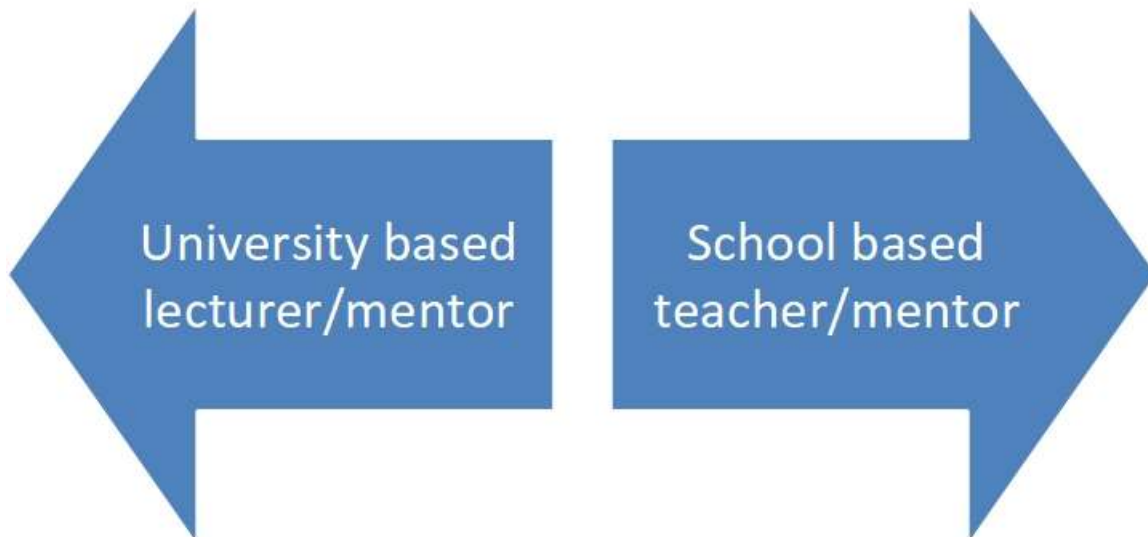 University based
lecturer/mentor
School based
teacher/mentor